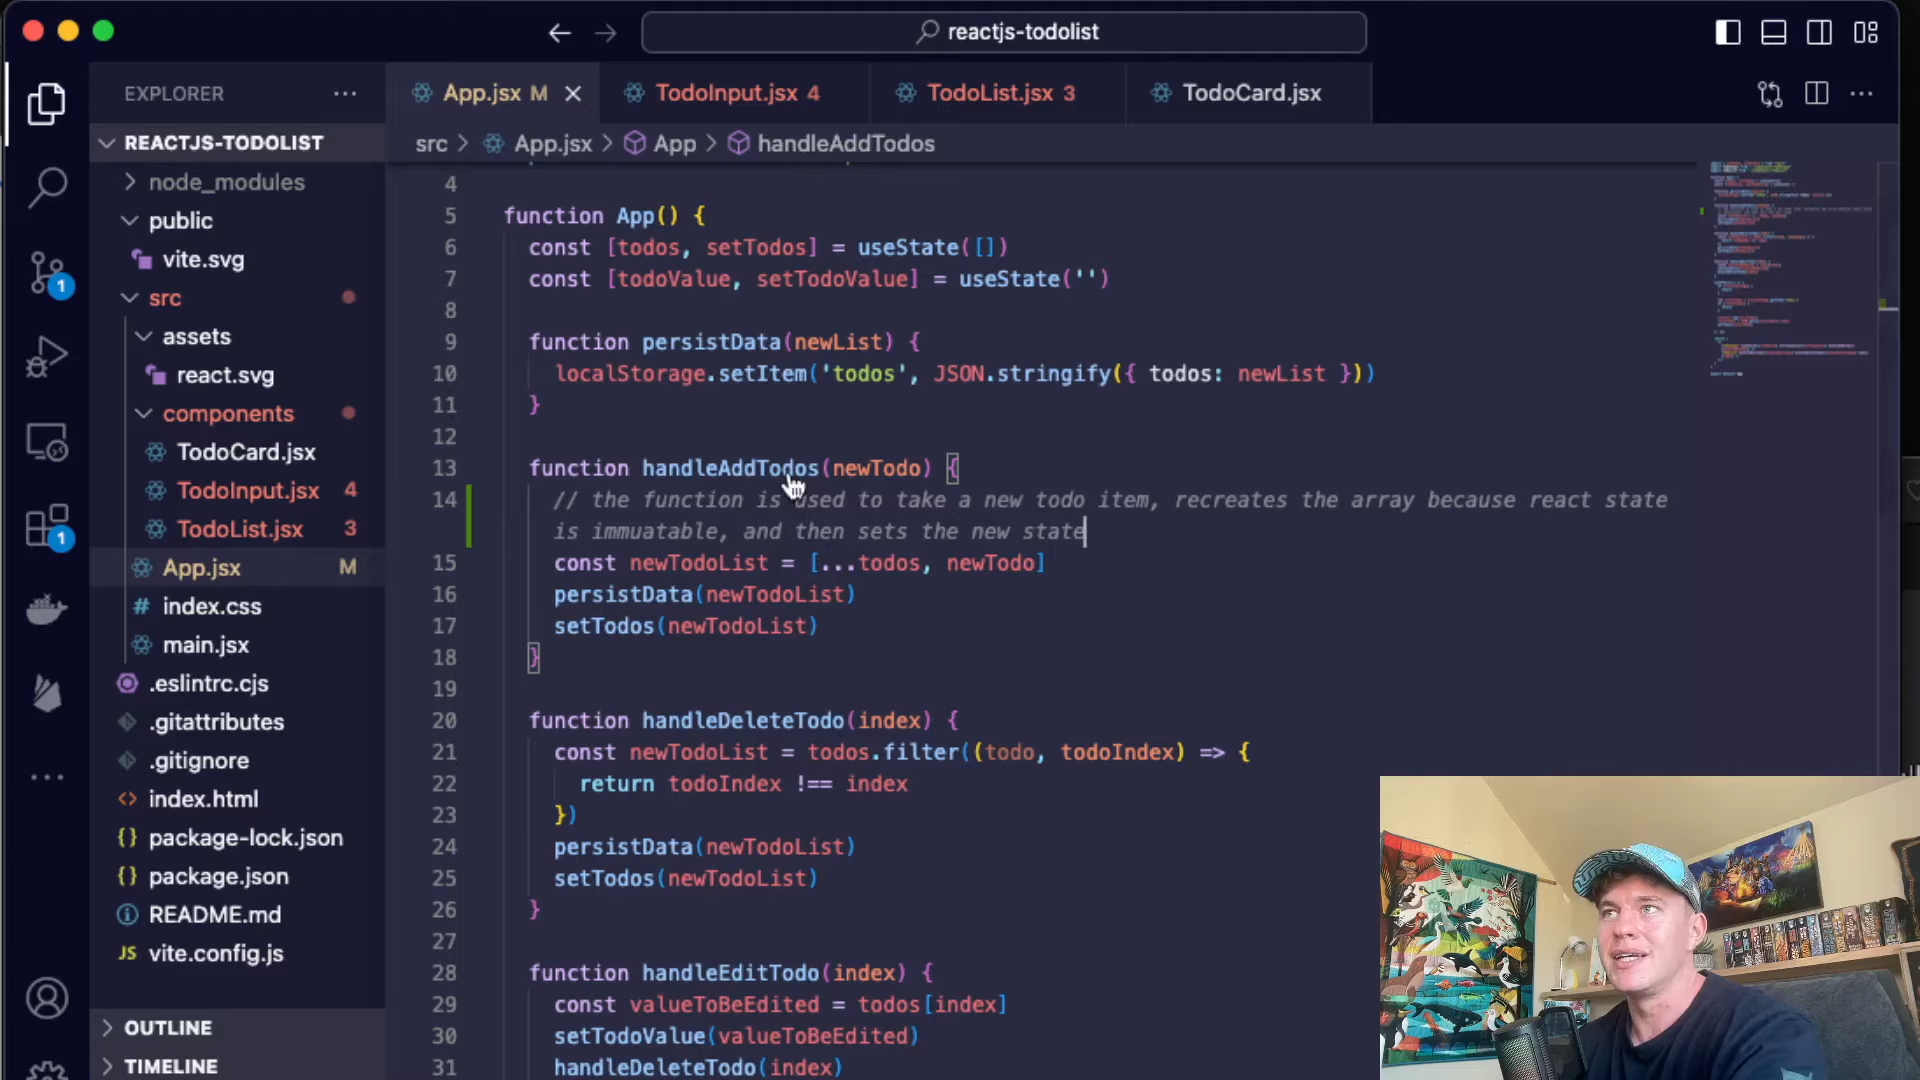 reactjs-todolist
EXPLORER
App.jsx M
TodoInput.jsx 4
TodoList.jsx 3
TodoCard.jsx
REACTJS-TODOLIST
src > App.jsx > App > handleAddTodos
node_modules
public
vite.svg
src
assets
react.svg
components
TodoCard.jsx
TodoInput.jsx 4
TodoList.jsx 3
App.jsx M
index.css
main.jsx
.eslintrc.cjs
.gitattributes
.gitignore
index.html
package-lock.json
package.json
README.md
vite.config.js
OUTLINE
TIMELINE
1
1
4
5 function App() {
6 const [todos, setTodos] = useState([])
7 const [todoValue, setTodoValue] = useState('')
8
9 function persistData(newList) {
10 localStorage.setItem('todos', JSON.stringify({ todos: newList }))
11 }
12
13 function handleAddTodos(newTodo) {
14 // the function is used to take a new todo item, recreates the array because react state
is immuatable, and then sets the new state
15 const newTodoList = [...todos, newTodo]
16 persistData(newTodoList)
17 setTodos(newTodoList)
18 }
19
20 function handleDeleteTodo(index) {
21 const newTodoList = todos.filter((todo, todoIndex) => {
22 return todoIndex !== index
23 })
24 persistData(newTodoList)
25 setTodos(newTodoList)
26 }
27
28 function handleEditTodo(index) {
29 const valueToBeEdited = todos[index]
30 setTodoValue(valueToBeEdited)
31 handleDeleteTodo(index)